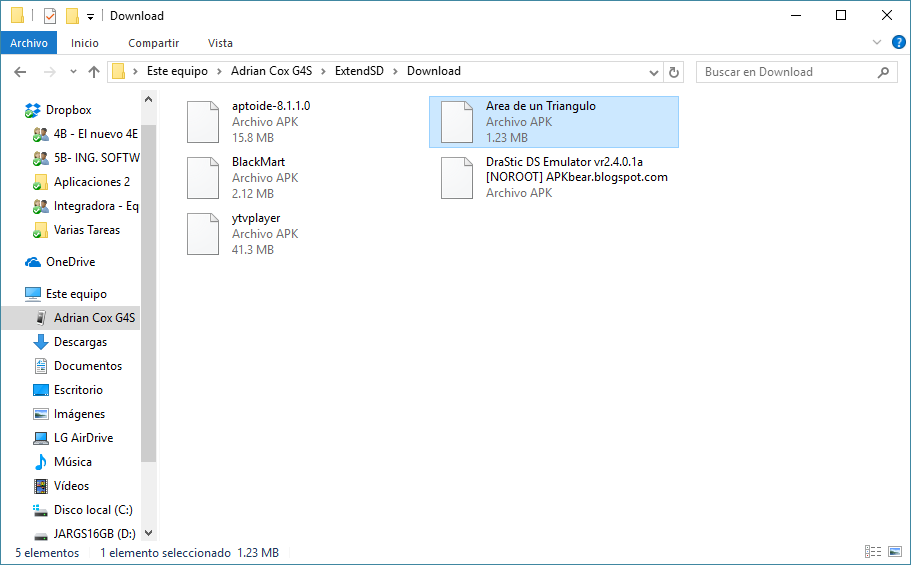 Download
Archivo
Inicio
Compartir
Vista
Este equipo
Adrian Cox G4S
ExtendSD
Download
Buscar en Download
Dropbox
4B - El nuevo 4E
5B- ING. SOFTW
Aplicaciones 2
Integradora - Eq
Varias Tareas
OneDrive
Este equipo
Adrian Cox G4S
Descargas
Documentos
Escritorio
Imágenes
LG AirDrive
Música
Vídeos
Disco local (C:)
JARGS16GB (D:)
aptoide-8.1.1.0
Archivo APK
15.8 MB
Area de un Triangulo
Archivo APK
1.23 MB
BlackMart
Archivo APK
2.12 MB
DraStic DS Emulator vr2.4.0.1a
[NOROOT] APKbear.blogspot.com
Archivo APK
ytvplayer
Archivo APK
41.3 MB
5 elementos
1 elemento seleccionado 1.23 MB